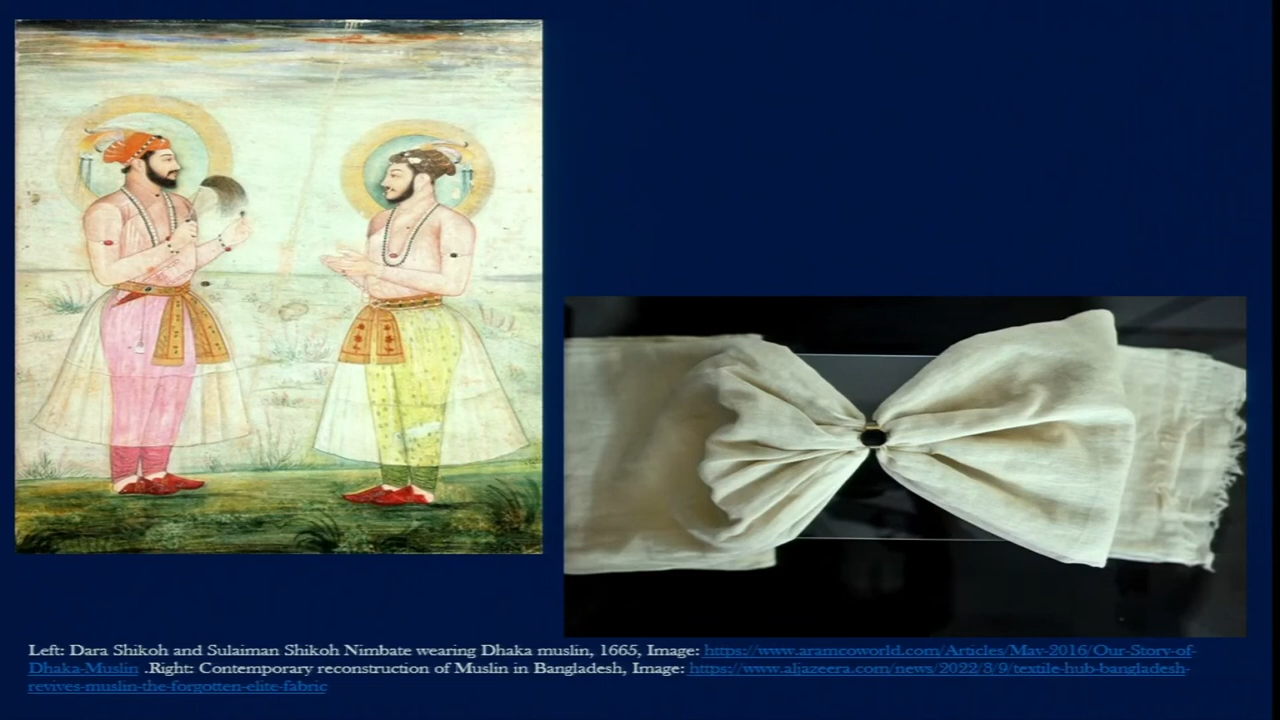 Left: Dara Shikoh and Sulaiman Shikoh Nimbate wearing Dhaka muslin, 1665, Image: https://www.aramcoworld.com/Articles/May-2016/Our-Story-of-
Dhaka-Muslin .Right: Contemporary reconstruction of Muslin in Bangladesh, Image: https://www.aljazeera.com/news/2022/3/9/textile-hub-bangladesh-
revives-muslin-the-forgotten-elite-fabric